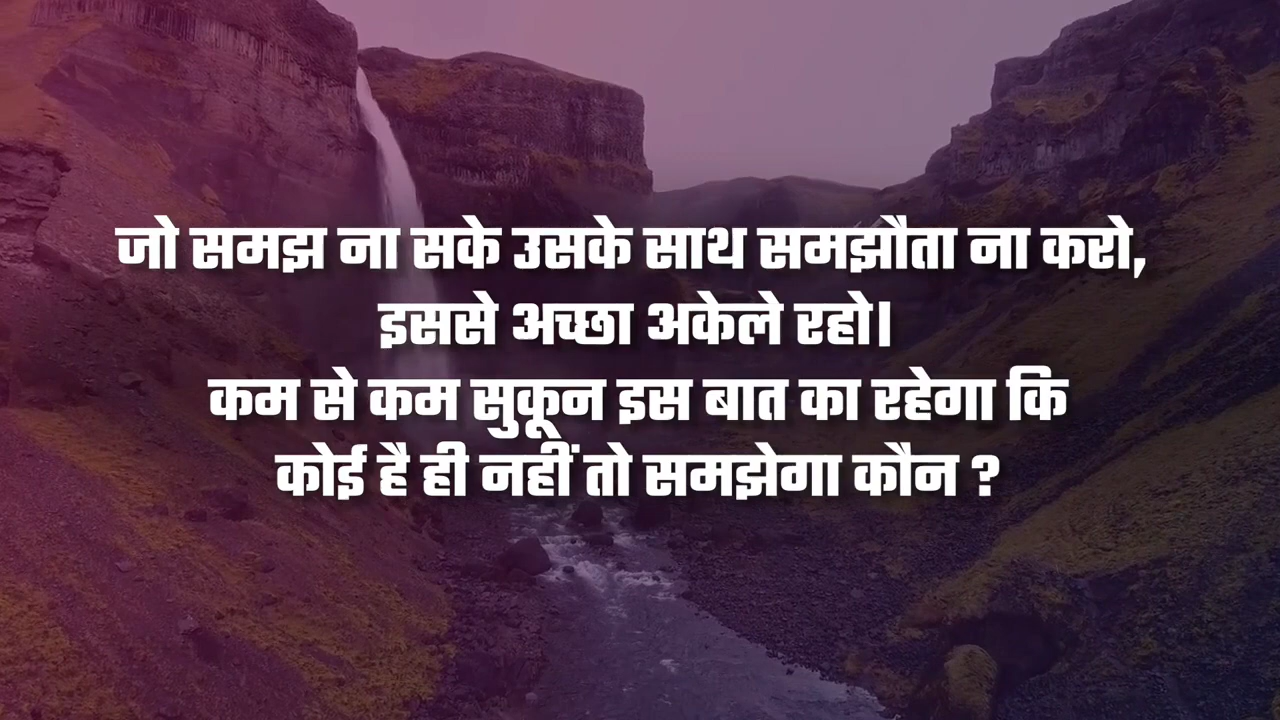 जो समझ ना सके उसके साथ समझौता ना करो,
इससे अच्छा अकेले रहो।
कम से कम सुकून इस बात का रहेगा कि
कोई है ही नहीं तो समझेगा कौन ?